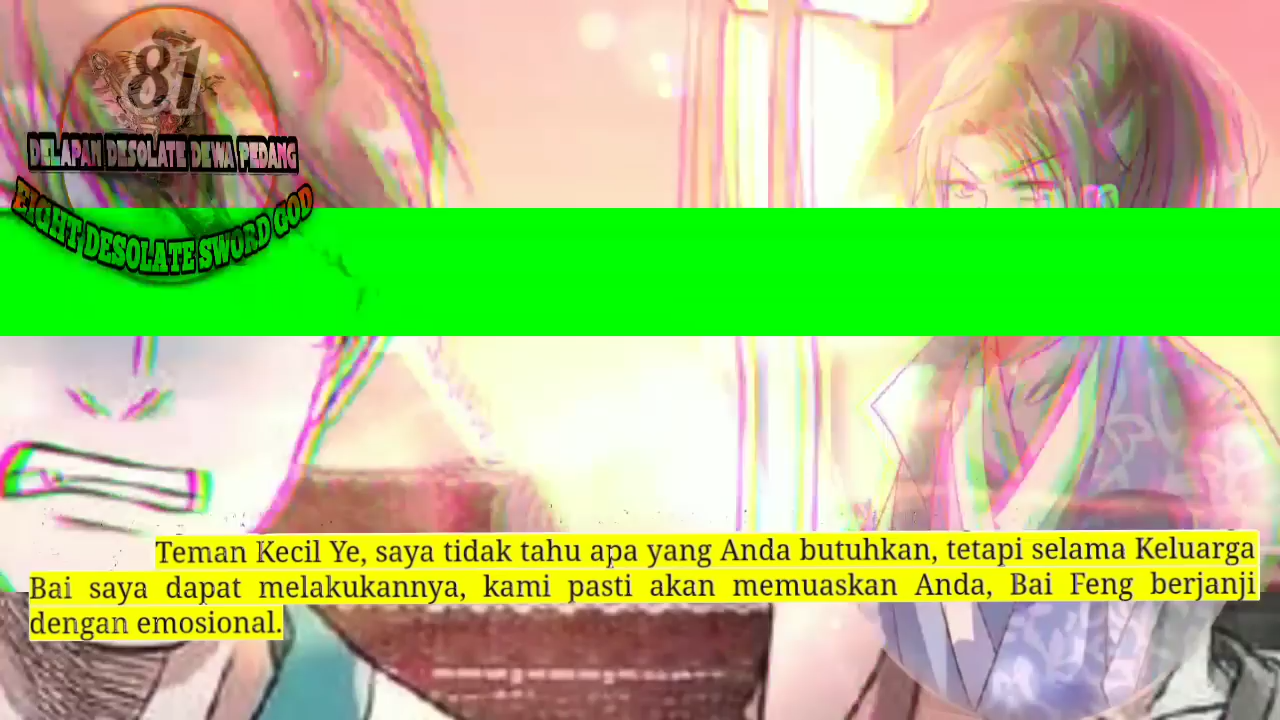 81
DELAPAN DESOLATE DEWA PEDANG
EIGHT DESOLATE SWORD GOD
Teman Kecil Ye, saya tidak tahu apa yang Anda butuhkan, tetapi selama Keluarga
Bai saya dapat melakukannya, kami pasti akan memuaskan Anda, Bai Feng berjanji
dengan emosional.